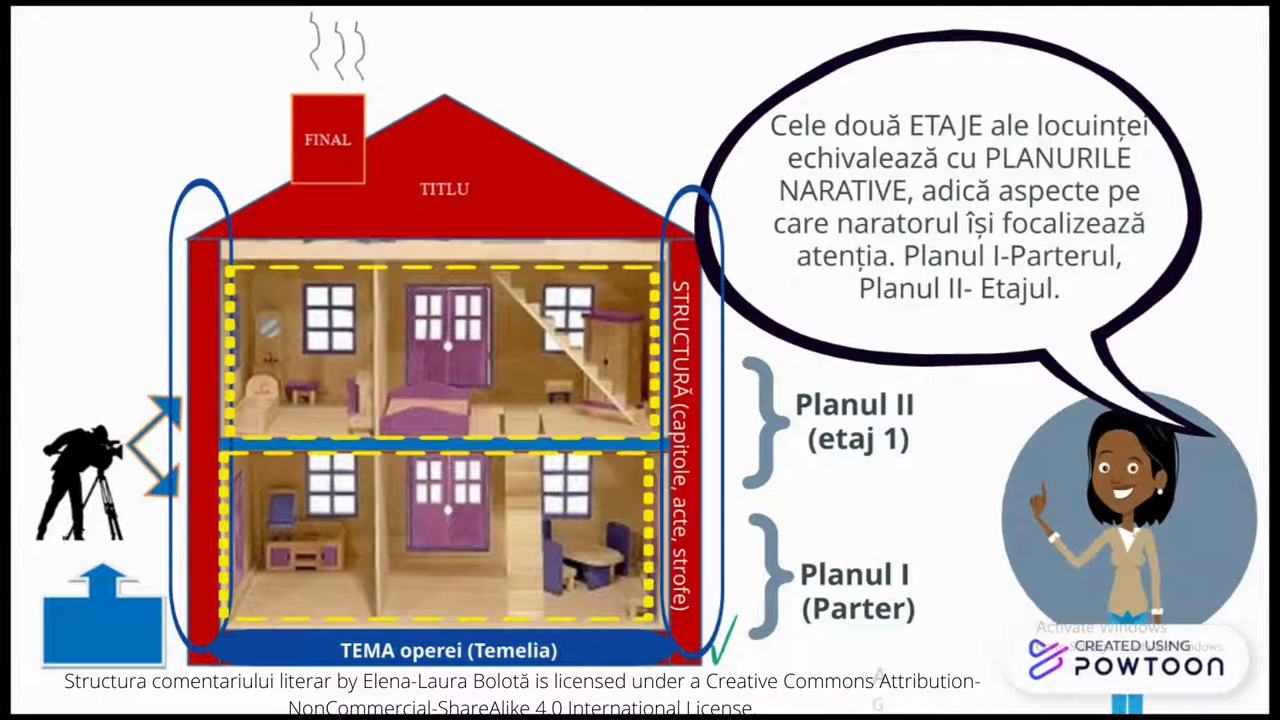 FINAL
TITLU
Cele două ETAJE ale locuinței
echivalează cu PLANURILE
NARATIVE, adică aspecte pe
care naratorul își focalizează
atenția. Planul I-Parterul,
Planul II- Etajul.
STRUCTURĂ (capitole, acte, strofe)
Planul II
(etaj 1)
Planul I
(Parter)
TEMA operei (Temelia)
Activate Windows
CREATED USING
POWTOON
Structura comentariului literar by Elena-Laura Bolotă is licensed under a Creative Commons Attribution-
NonCommercial-ShareAlike 4.0 International License.